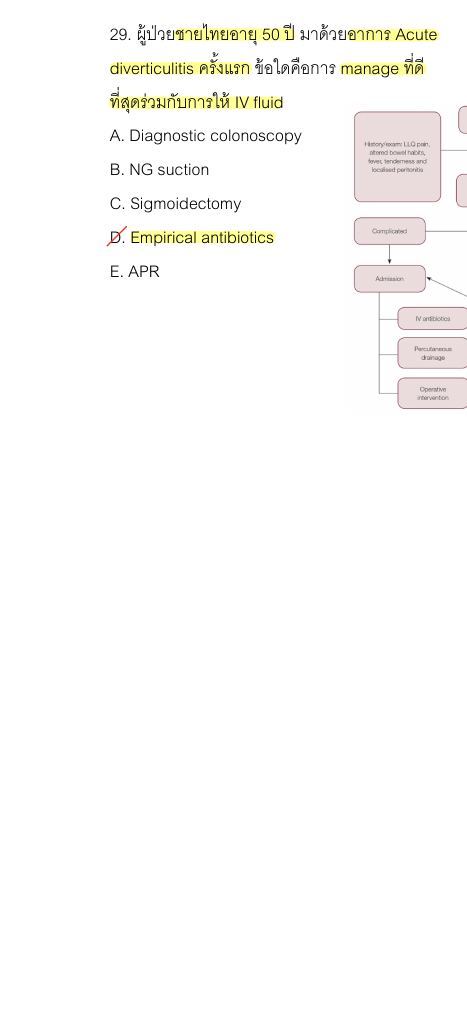 29. ผู้ป่วยชายไทยอายุ 50 ปี มาด้วยอาการ Acute
diverticulitis ครั้งแรก ข้อใดคือการ manage ที่ดี
ที่สุดร่วมกับการให้ IV fluid
A. Diagnostic colonoscopy
B. NG suction
C. Sigmoidectomy
D. Empirical antibiotics
E. APR
History/exam: LLQ pain,
altered bowel habits,
fever, tenderness and
localised peritonitis
Complicated
Admission
IV antibiotics
Percutaneous
drainage
Operative
intervention